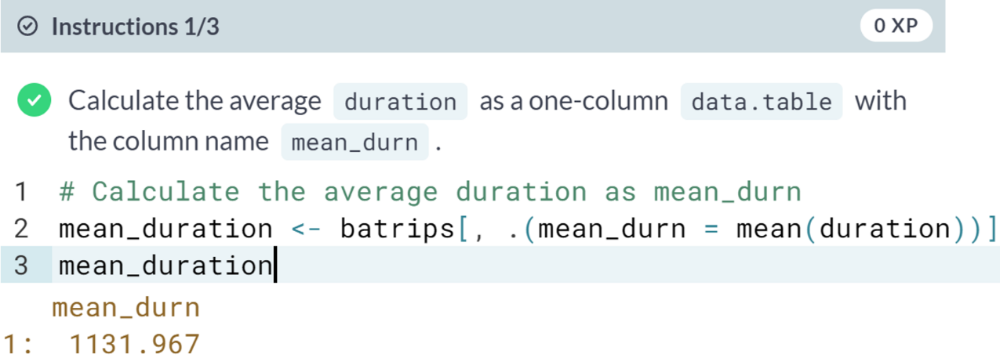 Instructions 1/3 0 XP
Calculate the average duration as a one-column data.table with
the column name mean_durn .
1 # Calculate the average duration as mean_durn
2 mean_duration <- batrips[, .(mean_durn = mean(duration))]
3 mean_duration
mean_durn
1: 1131.967